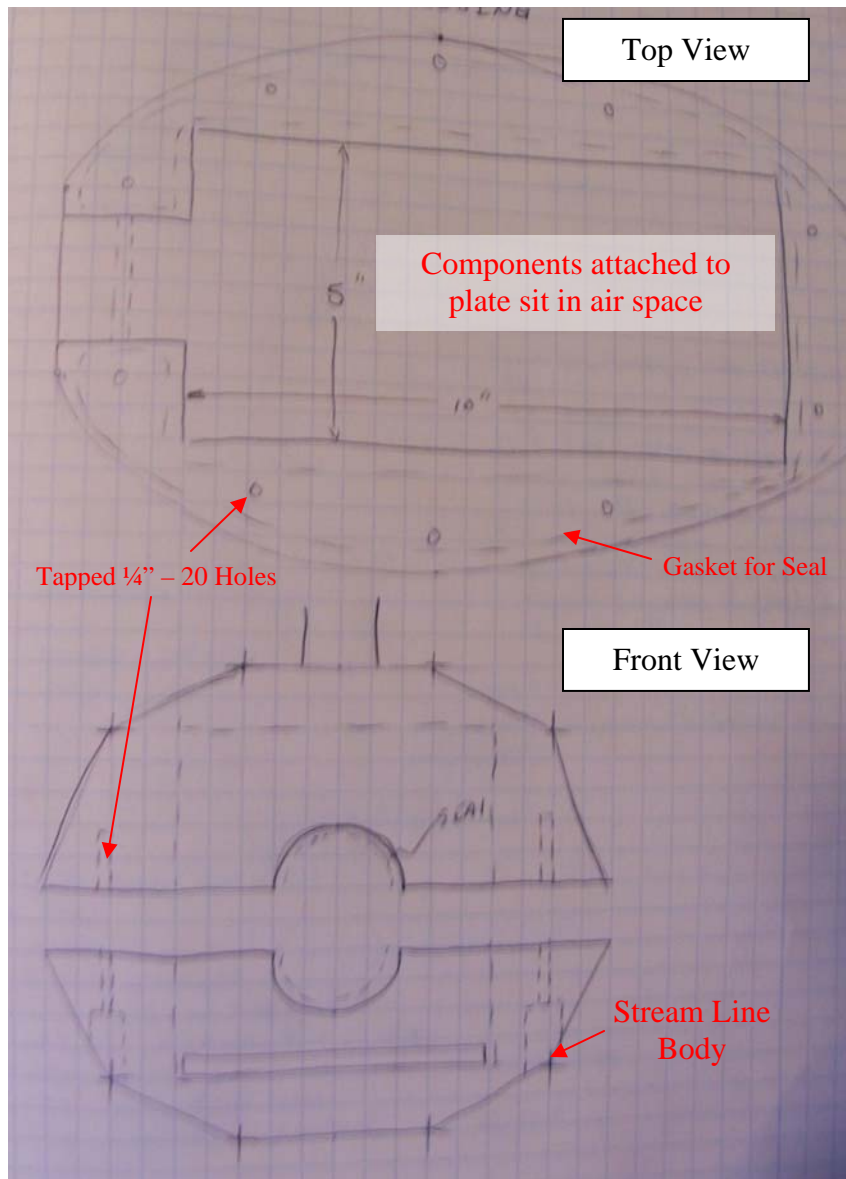 Top View
Components attached to
plate sit in air space
5"
10"
Tapped ¼” – 20 Holes
Gasket for Seal
Front View
SEAL
Stream Line
Body